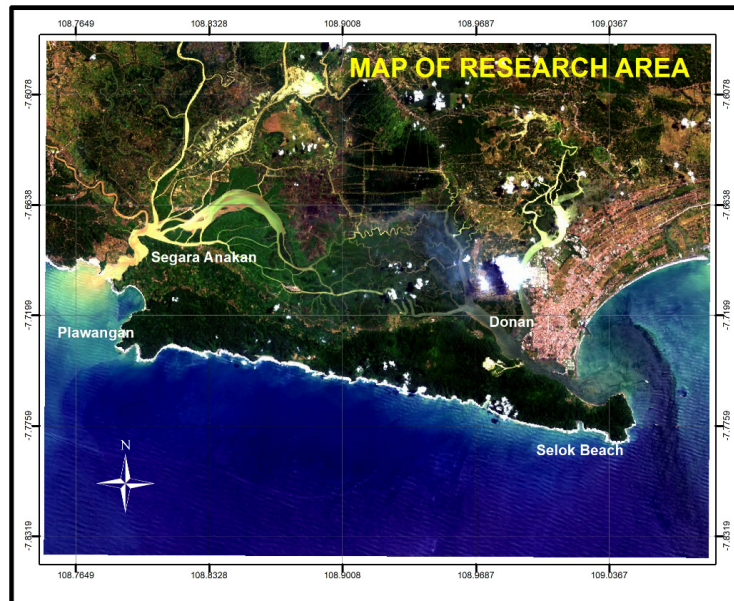 108.7649 108.8328 108.9008 108.9687 109.0367
MAP OF RESEARCH AREA
-7.6078 -7.6078
-7.6638 -7.6638
Segara Anakan
Plawangan
-7.7199 -7.7199
Donan
-7.7759 -7.7759
Selok Beach
N
-7.8319 -7.8319
108.7649 108.8328 108.9008 108.9687 109.0367